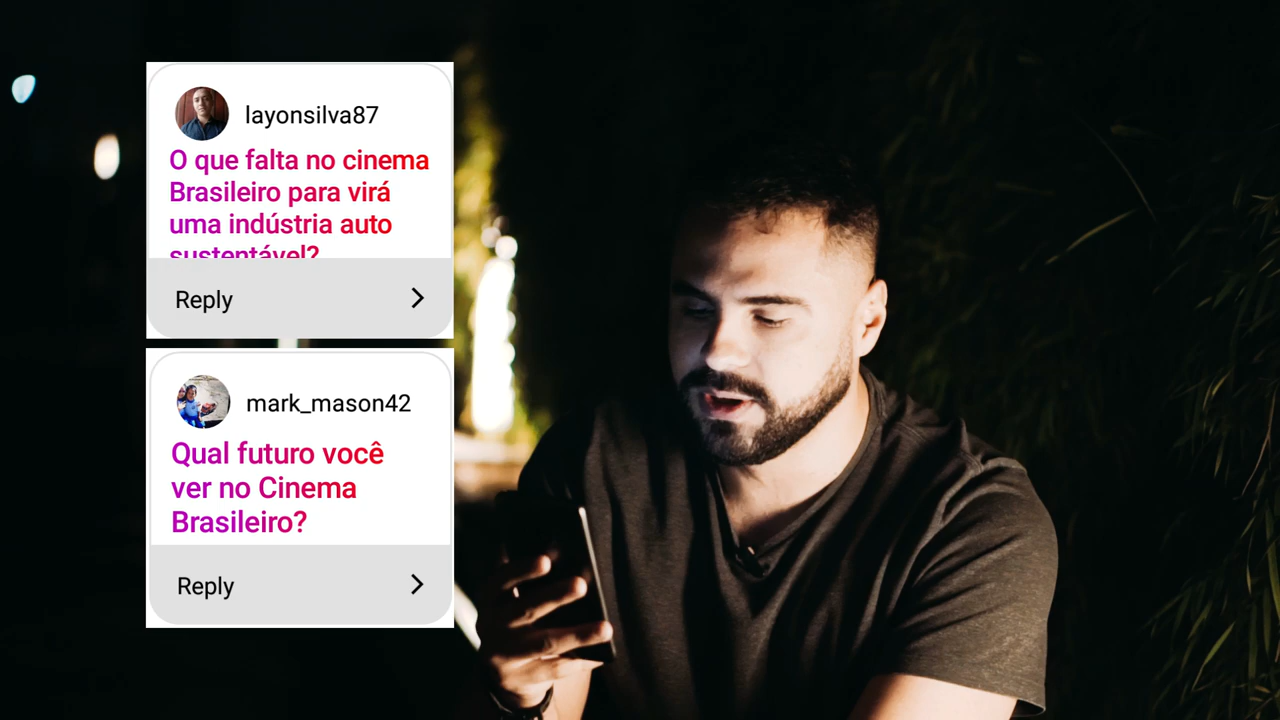 layonsilva87
O que falta no cinema
Brasileiro para virá
uma indústria auto
sustentável?
Reply
mark_mason42
Qual futuro você
ver no Cinema
Brasileiro?
Reply